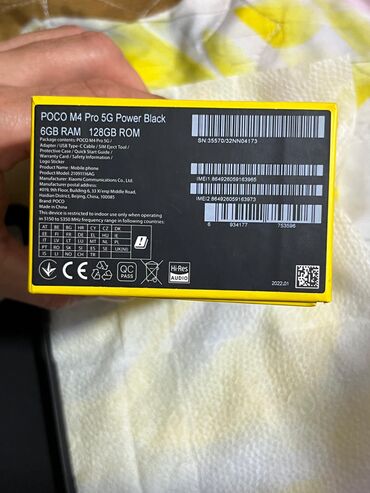 POCO M4 Pro 5G Power Black
6GB RAM 128GB ROM
Package contents: POCO M4 Pro 5G /
Adapter / USB Type-C Cable / SIM Eject Tool /
Protective Case / Quick Start Guide /
Warranty Card / Safety Information /
Logo Sticker
Product Name: Mobile phone
Manufacturer: Xiaomi Communications Co., Ltd.
Manufacturer Address:
#019, 9th Floor, Building 6, 33 Xi'erqi Middle Road,
Haidian District, Beijing, China, 100085
Brand: POCO
Made in China
This device is restricted to indoor use only when operating
in 5150 to 5350 MHz frequency range in following countries:
AT BE BG HR CY CZ DK
EE FI FR DE EL HU IE
IT LV LT LU MT NL PL
PT RO SK SI ES SE UK(NI)
IS LI NO CH TR
CE
EAC
QC
PASS
Hi-Res
AUDIO
SN:35570/32NN04173
IMEI1:864926059163965
IMEI2:864926059163973
6 934177 753596
2022.01